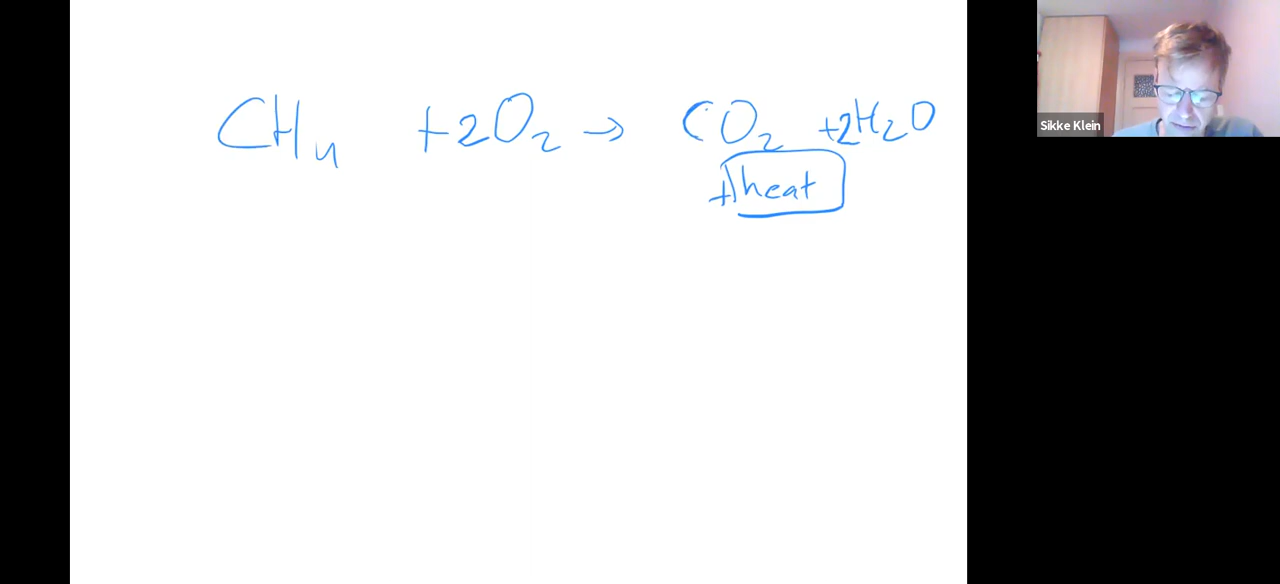 CH₄ +2O₂ → CO₂ +2H₂O
+ heat
Sikke Klein